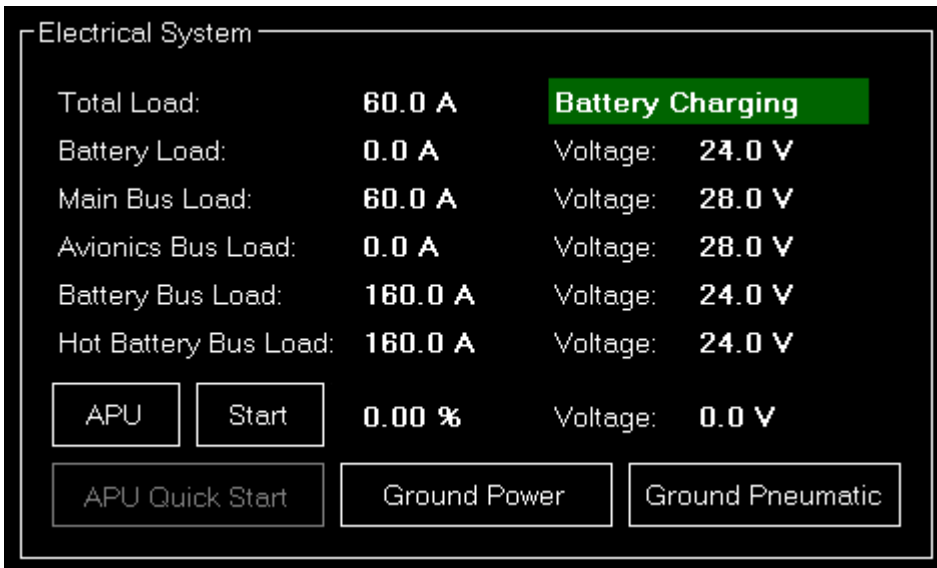 Electrical System
Total Load: 60.0 A Battery Charging
Battery Load: 0.0 A Voltage: 24.0 V
Main Bus Load: 60.0 A Voltage: 28.0 V
Avionics Bus Load: 0.0 A Voltage: 28.0 V
Battery Bus Load: 160.0 A Voltage: 24.0 V
Hot Battery Bus Load: 160.0 A Voltage: 24.0 V
APU Start 0.00 % Voltage: 0.0 V
APU Quick Start Ground Power Ground Pneumatic